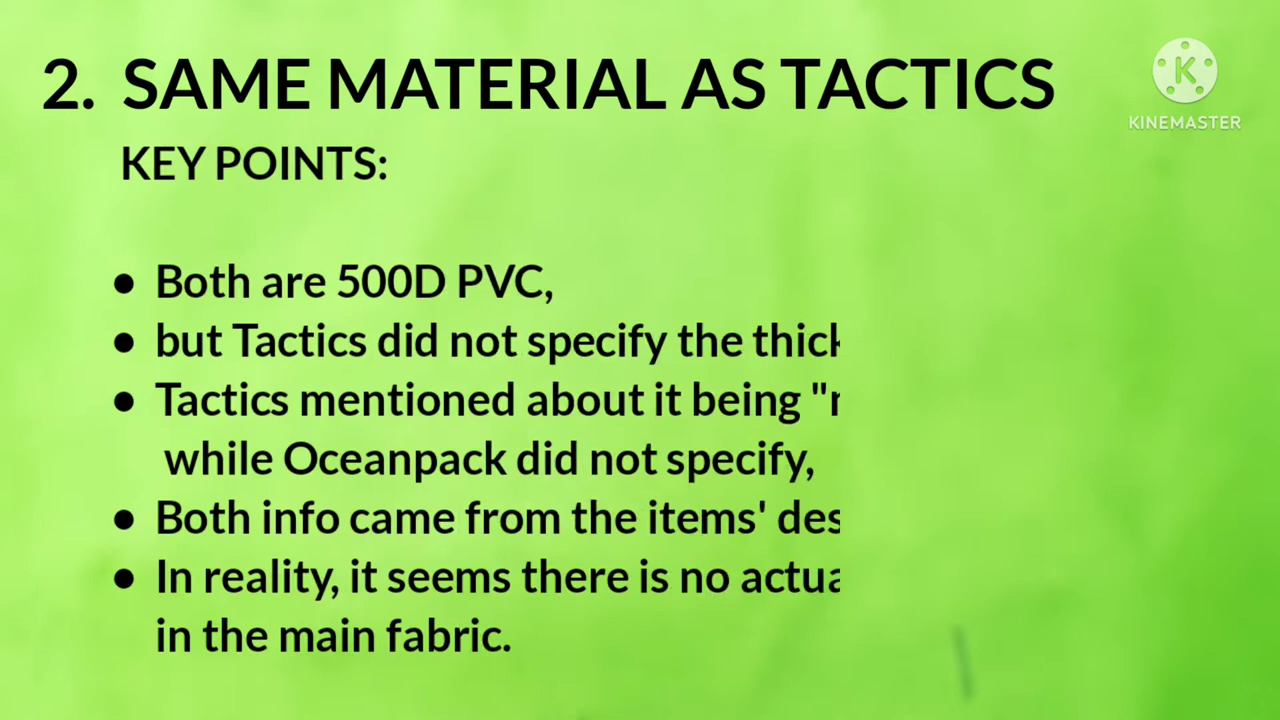 2. SAME MATERIAL AS TACTICS
KINEMASTER
KEY POINTS:
● Both are 500D PVC,
● but Tactics did not specify the
● Tactics mentioned about it being
while Oceanpack did not specify,
● Both info came from the items'
● In reality, it seems there is no
in the main fabric.